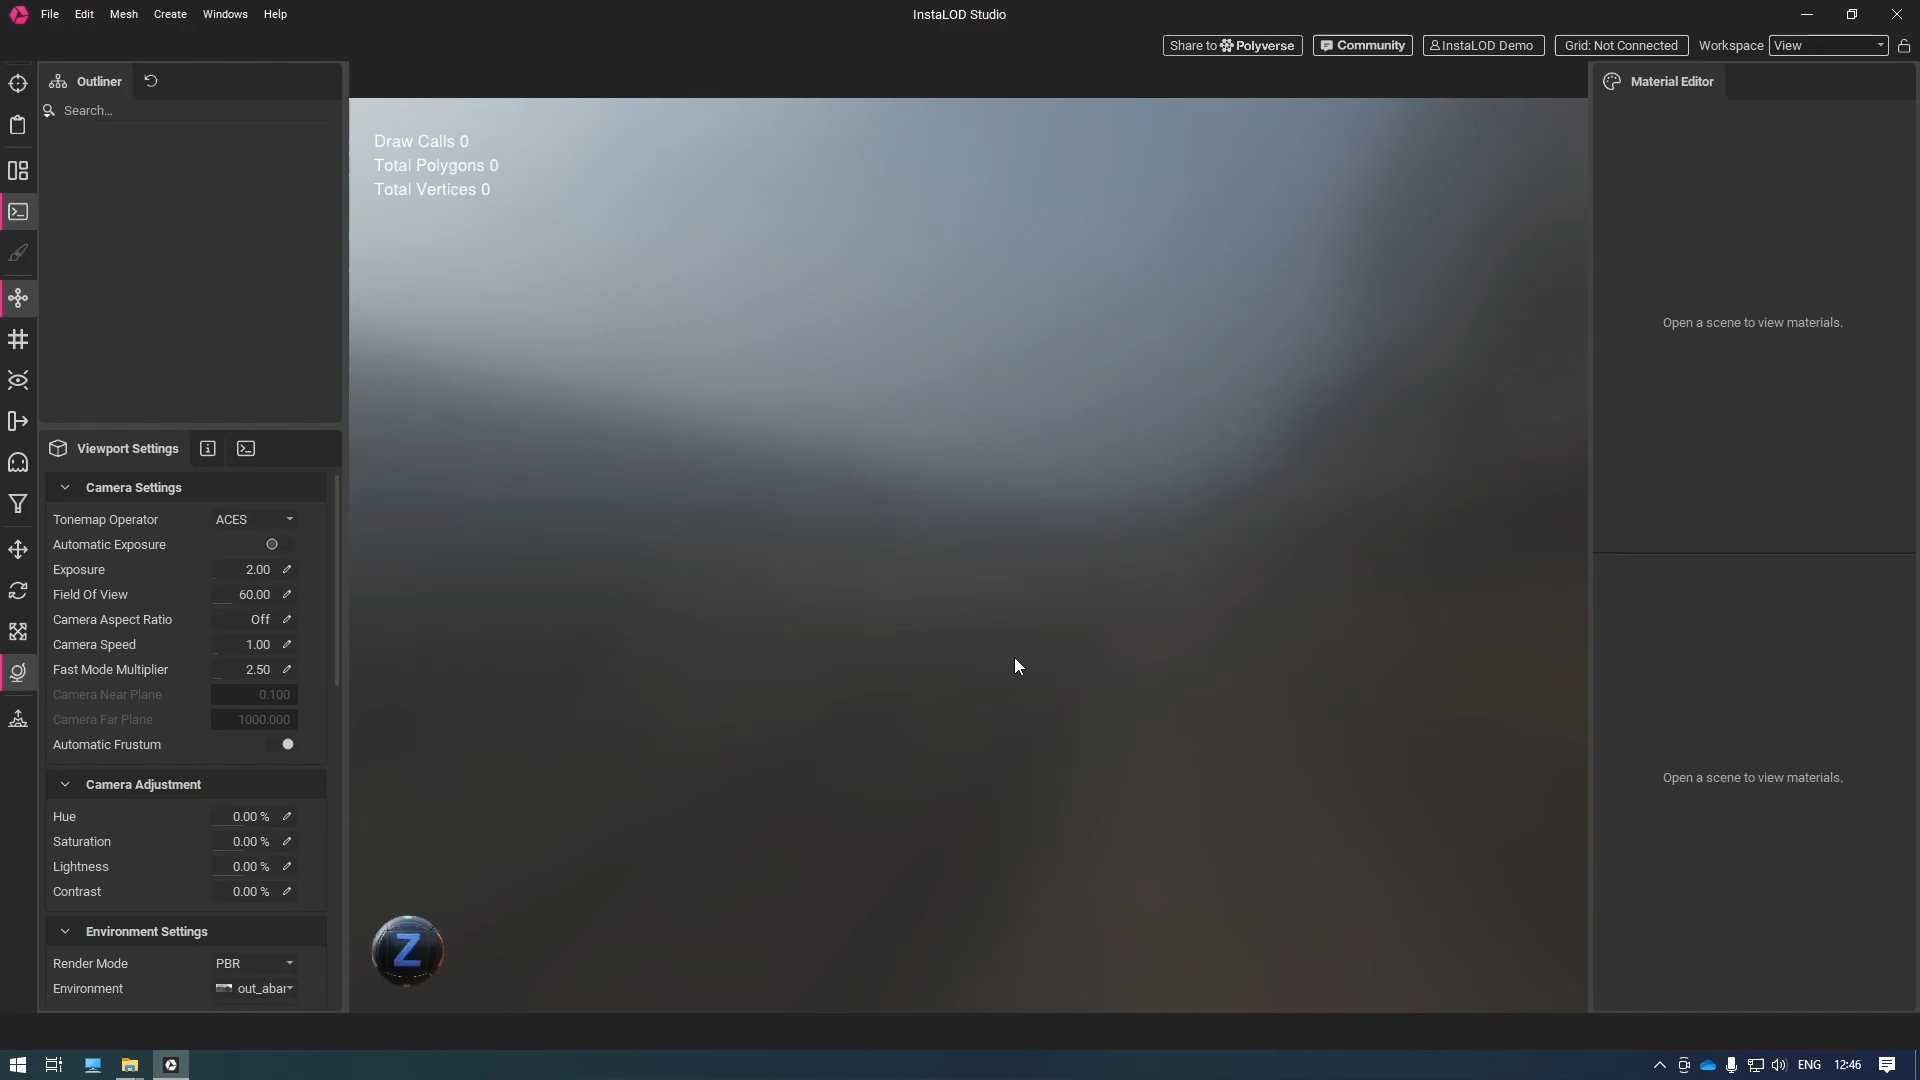 File Edit Mesh Create Windows Help
InstaLOD Studio
Share to Polyverse
Community
InstaLOD Demo
Grid: Not Connected
Workspace
View
Outliner
Search...
Draw Calls 0
Total Polygons 0
Total Vertices 0
Material Editor
Open a scene to view materials.
Open a scene to view materials.
Viewport Settings
Camera Settings
Tonemap Operator ACES
Automatic Exposure
Exposure 2.00
Field Of View 60.00
Camera Aspect Ratio Off
Camera Speed 1.00
Fast Mode Multiplier 2.50
Camera Near Plane 0.100
Camera Far Plane 1000.000
Automatic Frustum
Camera Adjustment
Hue 0.00 %
Saturation 0.00 %
Lightness 0.00 %
Contrast 0.00 %
Environment Settings
Render Mode PBR
Environment out_abar
Z
ENG 12:46